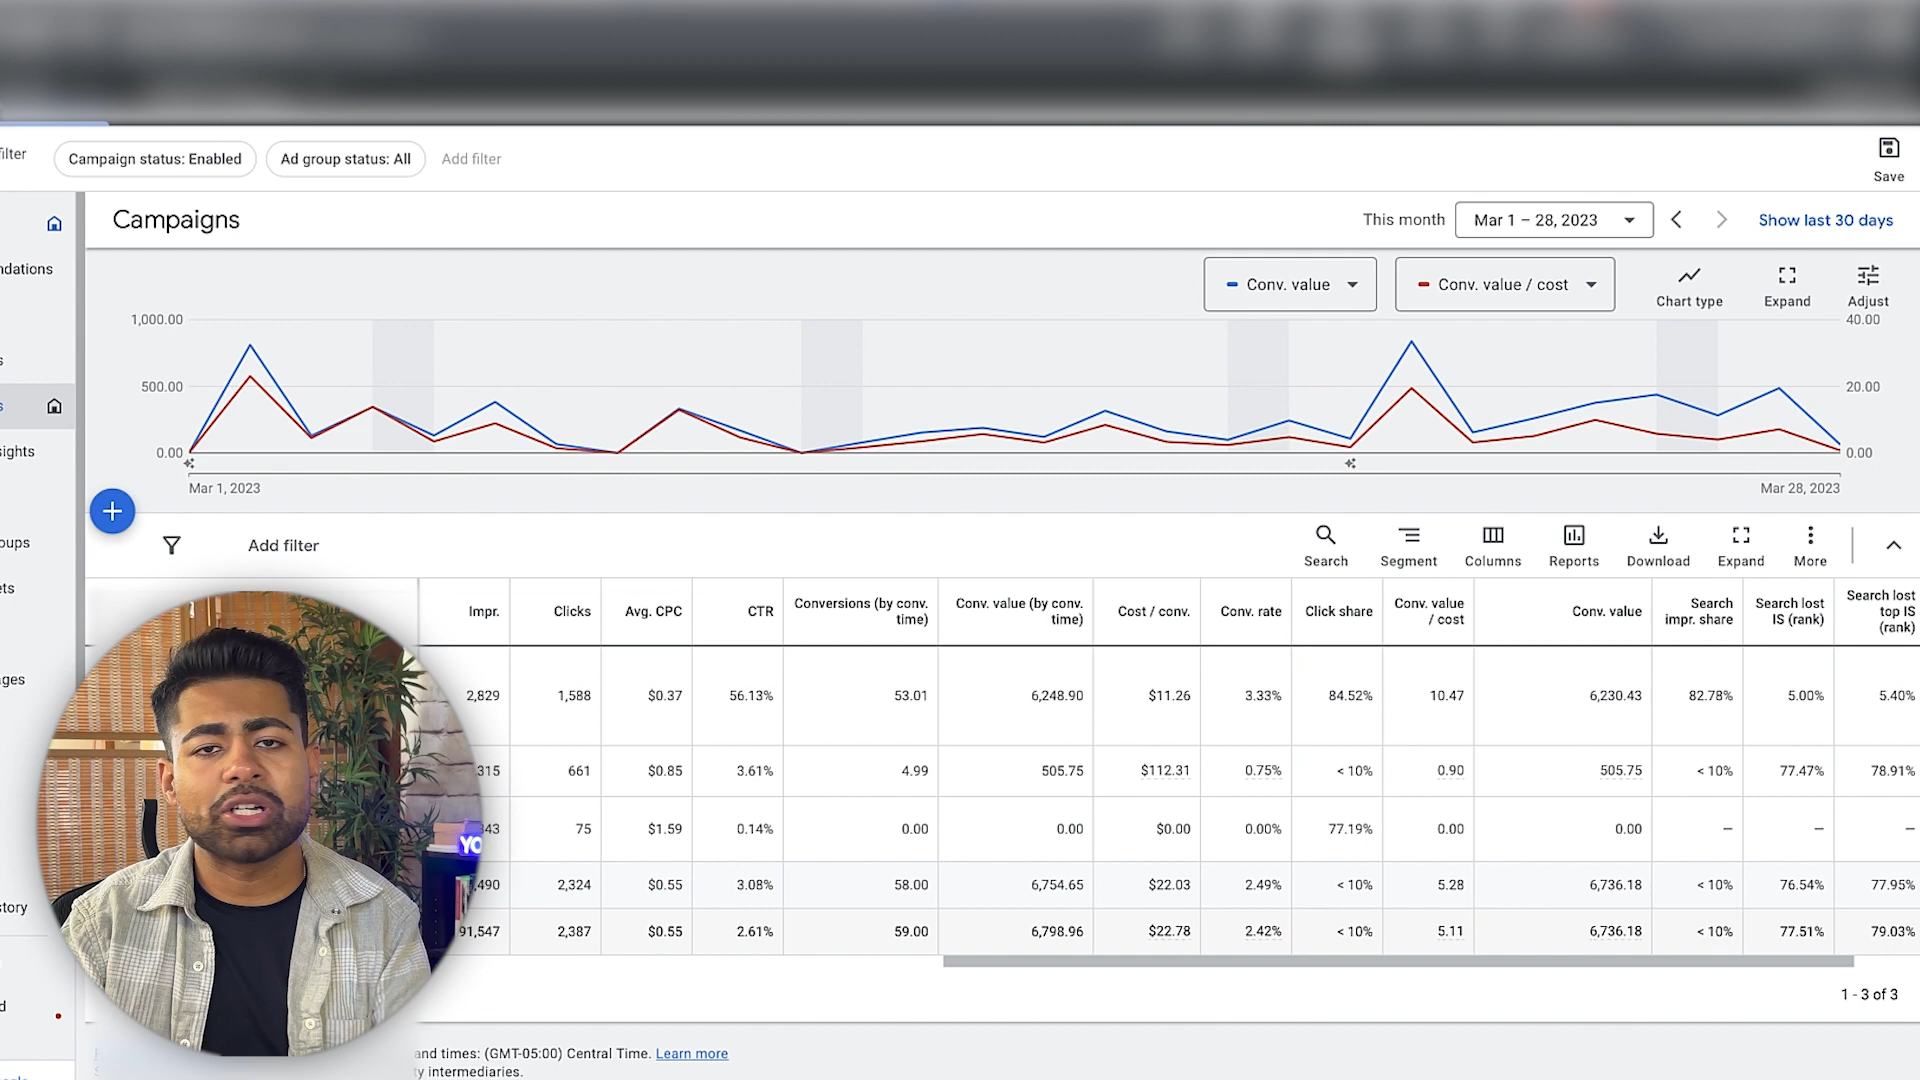 filter
Campaign status: Enabled
Ad group status: All
Add filter
Save
Campaigns
This month
Mar 1 – 28, 2023
Show last 30 days
ndations
s
s
sights
oups
ets
ges
story
d
Conv. value
Conv. value / cost
Chart type
Expand
Adjust
1,000.00
500.00
0.00
40.00
20.00
0.00
Mar 1, 2023
Mar 28, 2023
Add filter
Search
Segment
Columns
Reports
Download
Expand
More
Impr.
Clicks
Avg. CPC
CTR
Conversions (by conv.
time)
Conv. value (by conv.
time)
Cost / conv.
Conv. rate
Click share
Conv. value
/ cost
Conv. value
Search
impr. share
Search lost
IS (rank)
Search lost
top IS
(rank)
2,829 1,588 $0.37 56.13% 53.01 6,248.90 $11.26 3.33% 84.52% 10.47 6,230.43 82.78% 5.00% 5.40%
315 661 $0.85 3.61% 4.99 505.75 $112.31 0.75% < 10% 0.90 505.75 < 10% 77.47% 78.91%
343 75 $1.59 0.14% 0.00 0.00 $0.00 0.00% 77.19% 0.00 0.00 – – –
,490 2,324 $0.55 3.08% 58.00 6,754.65 $22.03 2.49% < 10% 5.28 6,736.18 < 10% 76.54% 77.95%
91,547 2,387 $0.55 2.61% 59.00 6,798.96 $22.78 2.42% < 10% 5.11 6,736.18 < 10% 77.51% 79.03%
YO
1 - 3 of 3
and times: (GMT-05:00) Central Time. Learn more
ty intermediaries.